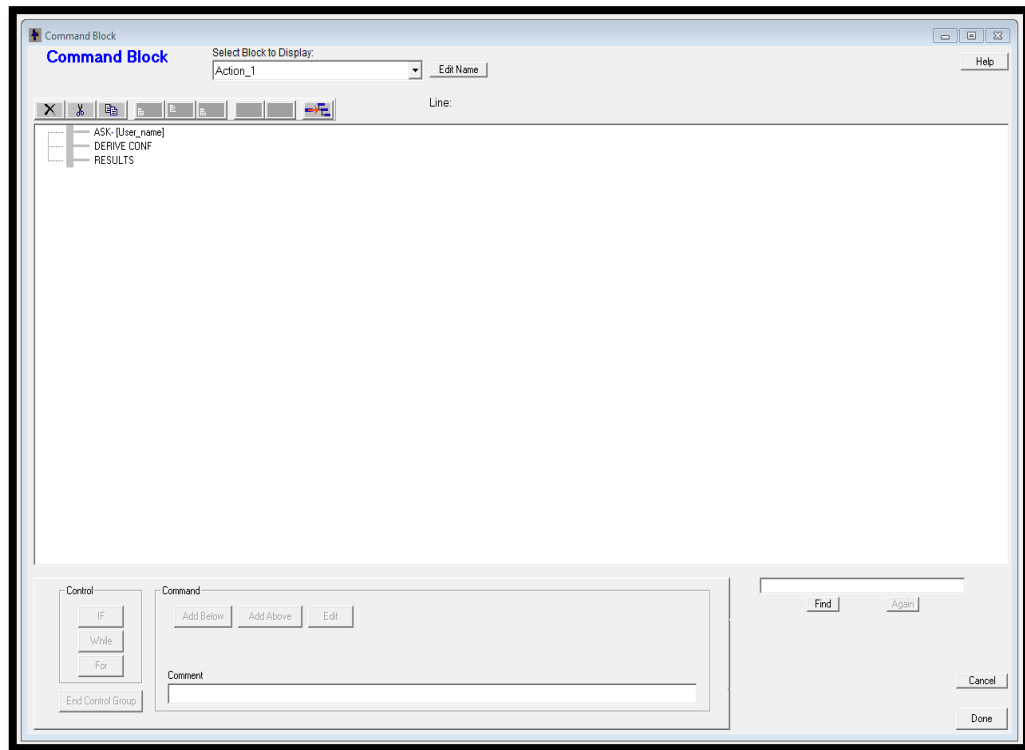 Command Block
Command Block
Select Block to Display:
Action_1
Edit Name
Help
Line:
ASK- [User_name]
DERIVE CONF
RESULTS
Control
IF
While
For
End Control Group
Command
Add Below
Add Above
Edit
Comment
Find
Again
Cancel
Done